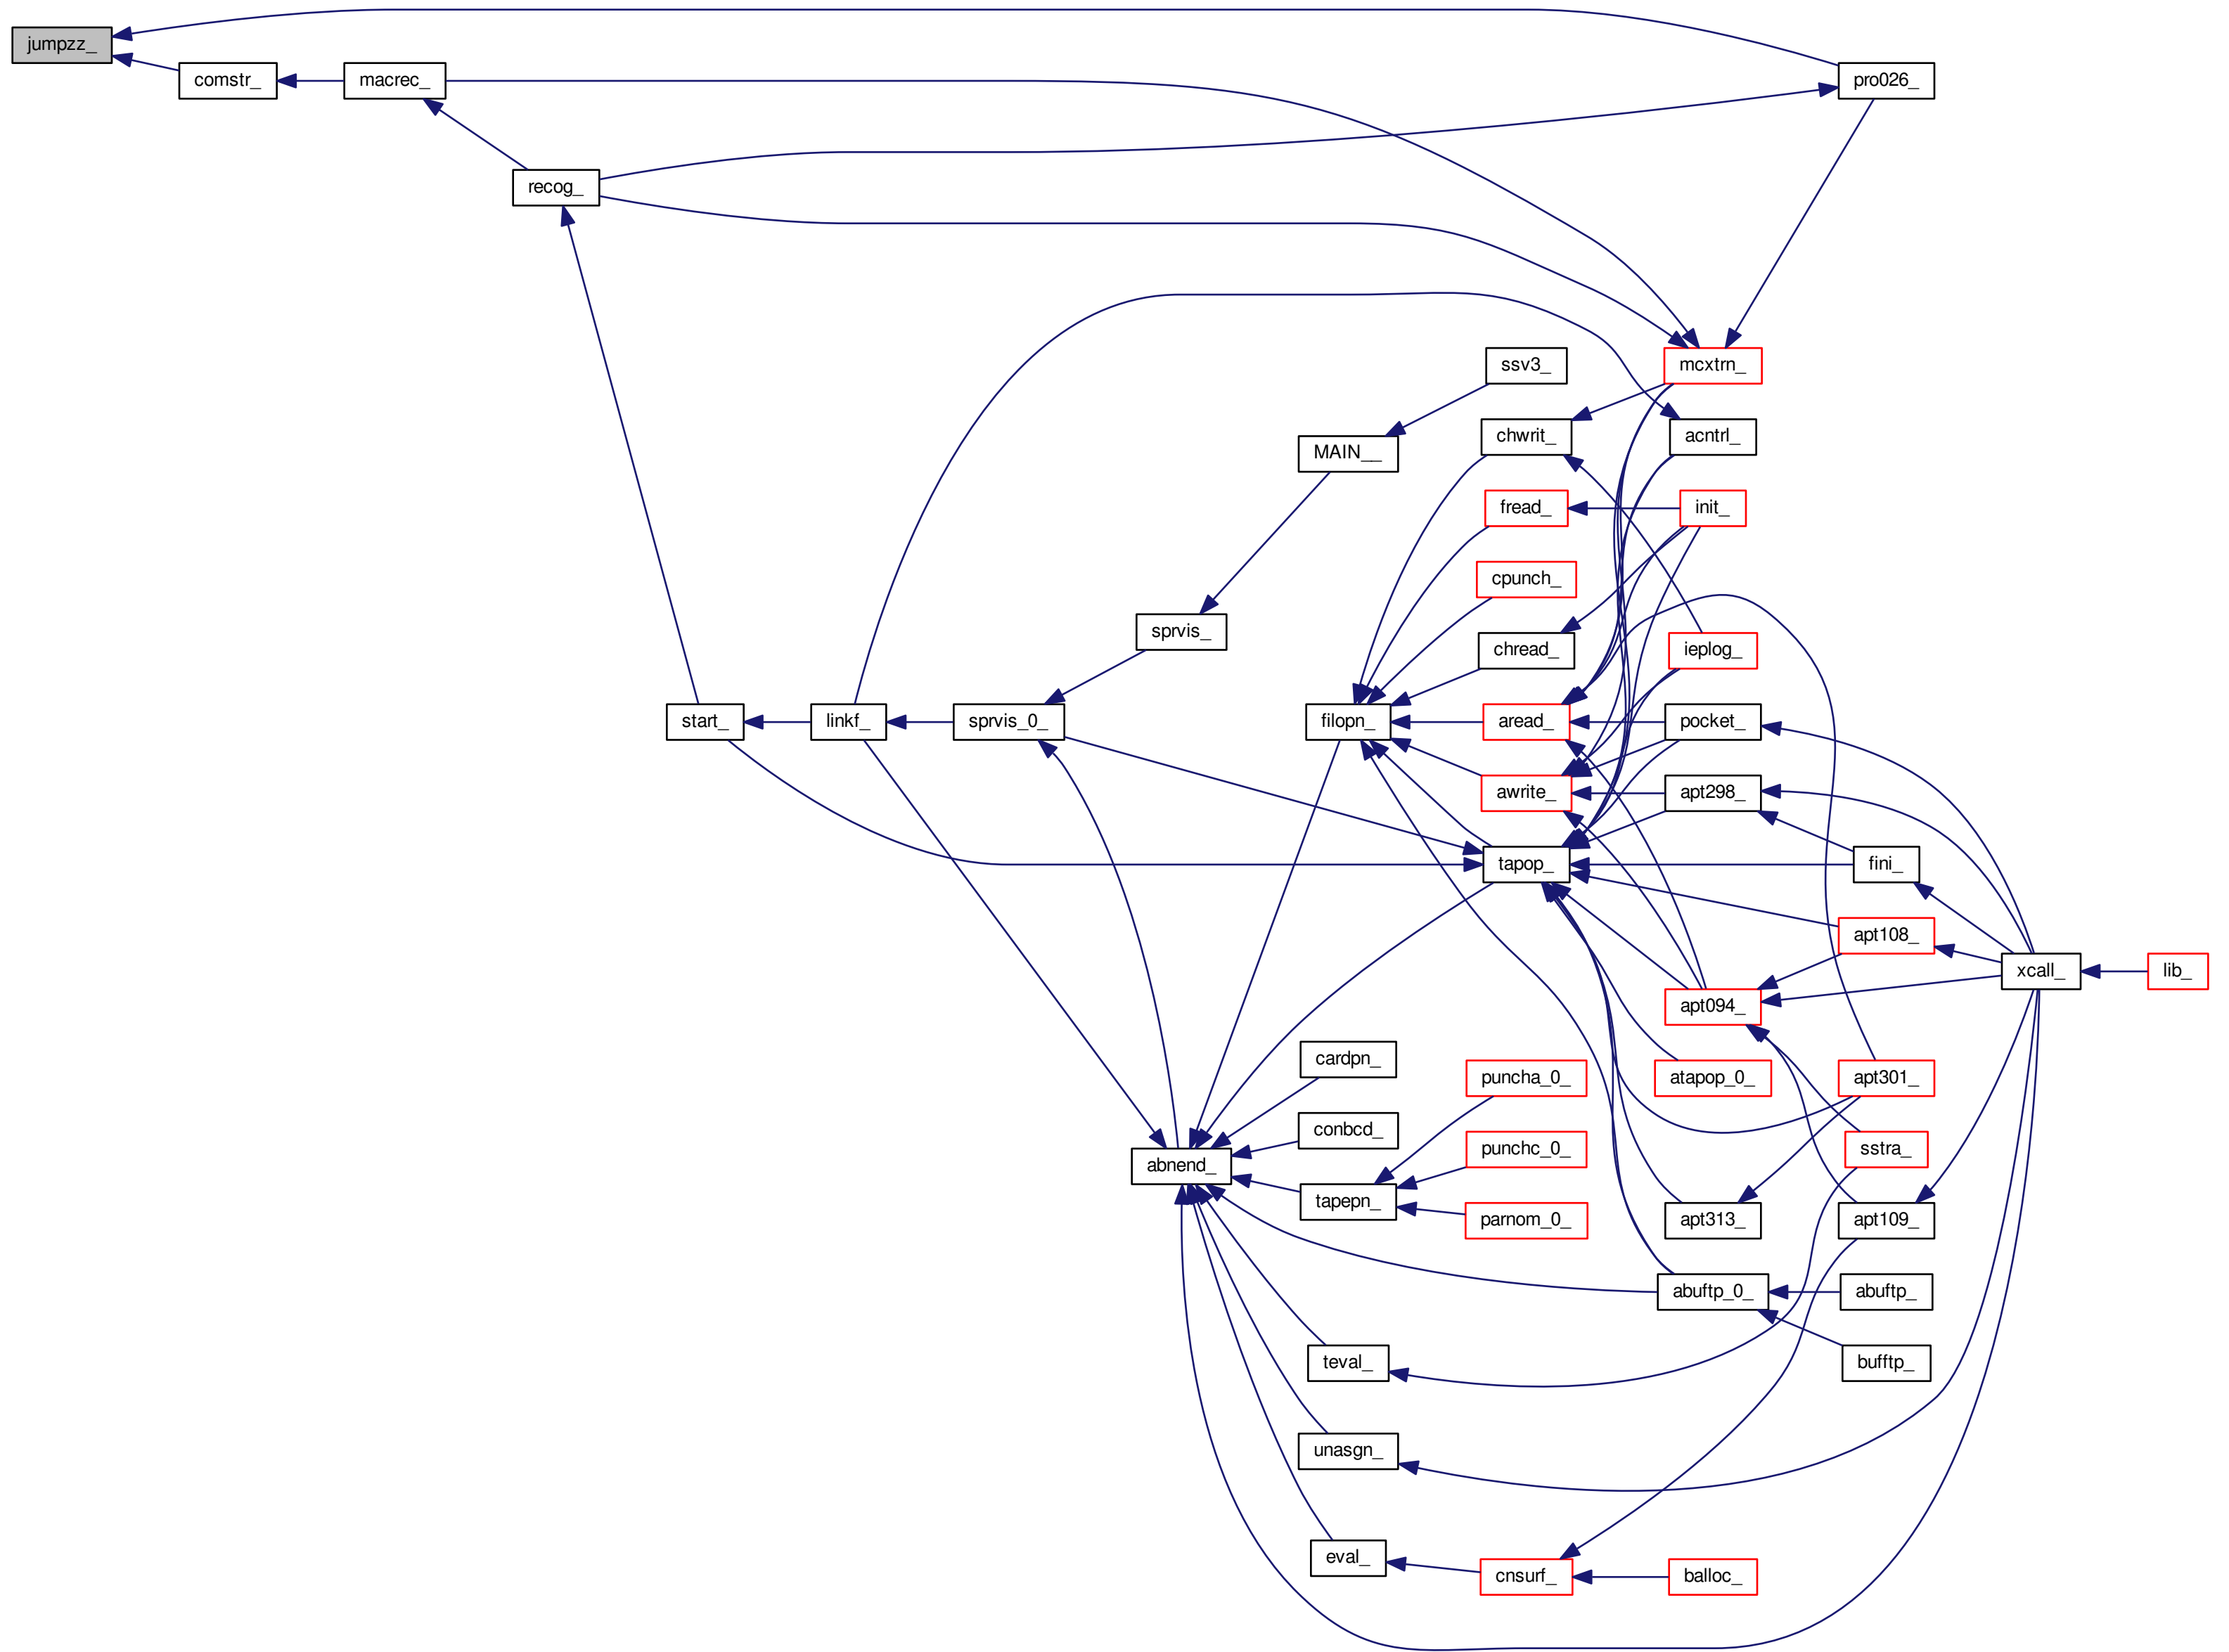 jumpzz_
comstr_
macrec_
pro026_
recog_
ssv3_
mcxtrn_
chwrit_
acntrl_
MAIN__
fread_
init_
cpunch_
sprvis_
chread_
ieplog_
start_
linkf_
sprvis_0_
filopn_
aread_
pocket_
awrite_
apt298_
tapop_
fini_
apt108_
xcall_
lib_
apt094_
cardpn_
puncha_0_
atapop_0_
apt301_
conbcd_
punchc_0_
sstra_
abnend_
tapepn_
parnom_0_
apt313_
apt109_
abuftp_0_
abuftp_
teval_
bufftp_
unasgn_
eval_
cnsurf_
balloc_